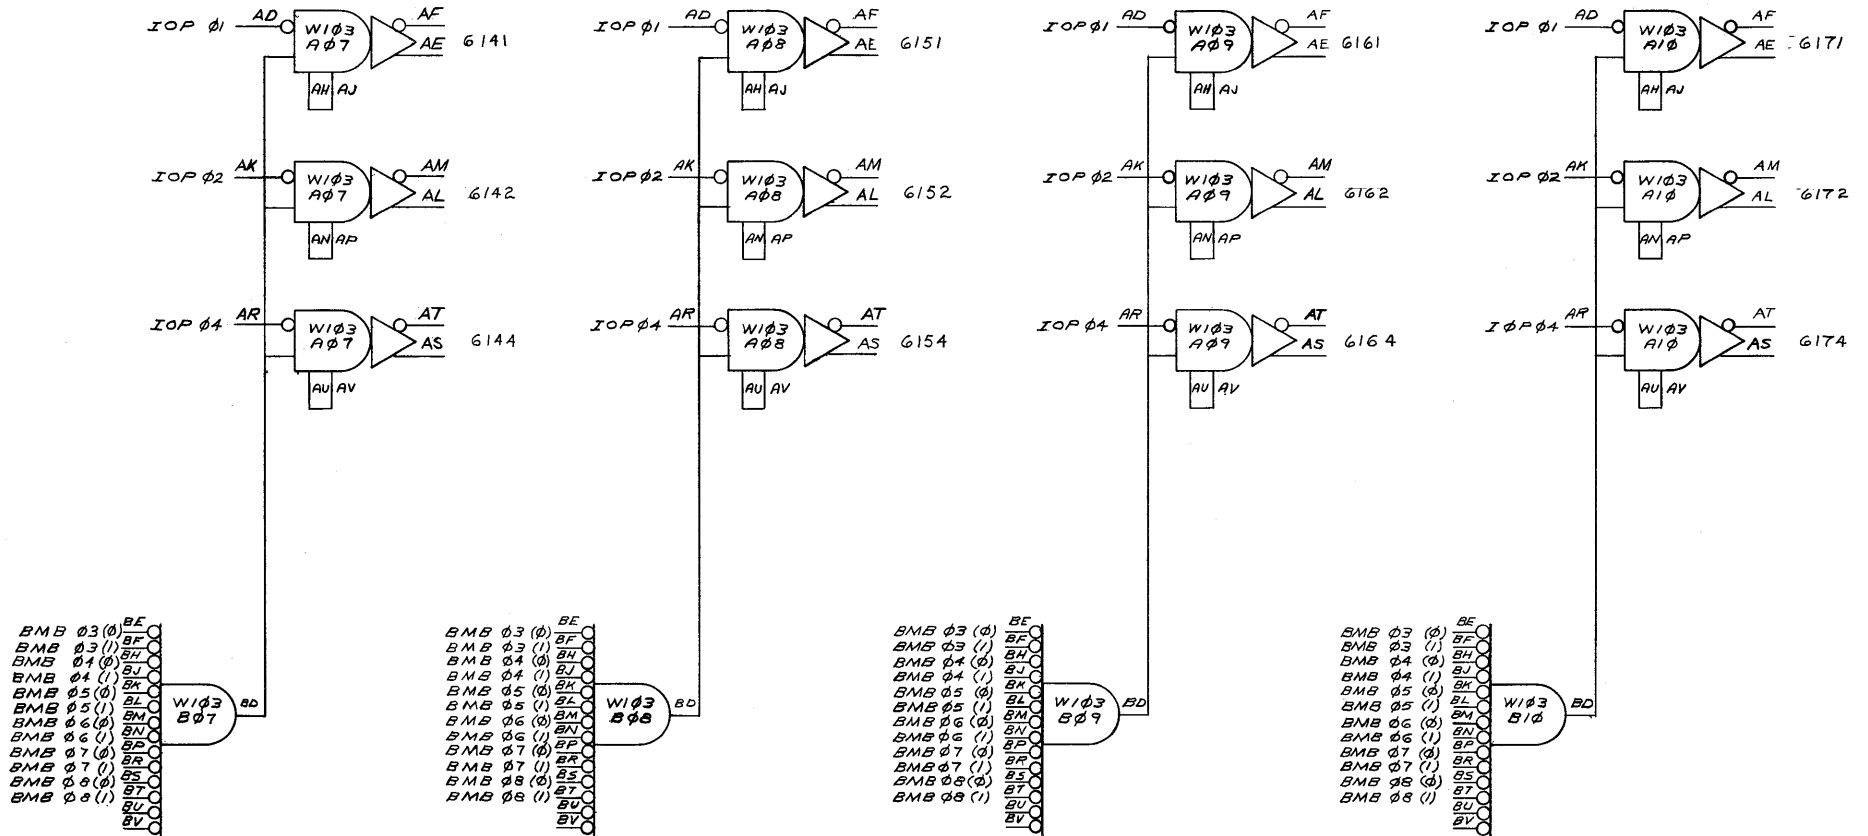 IOP Ø1 AD W1Ø3 AØ7 AF AE 6141 AH AJ
IOP Ø2 AK W1Ø3 AØ7 AM AL 6142 AN AP
IOP Ø4 AR W1Ø3 AØ7 AT AS 6144 AU AV
BMB Ø3 (Ø) BE
BMB Ø3 (1) BF
BMB Ø4 (Ø) BH
BMB Ø4 (1) BJ
BMB Ø5 (Ø) BK
BMB Ø5 (1) BL
BMB Ø6 (Ø) BM
BMB Ø6 (1) BN
BMB Ø7 (Ø) BP
BMB Ø7 (1) BR
BMB Ø8 (Ø) BS
BMB Ø8 (1) BT
BU
BV
W1Ø3 BØ7 BD
IOP Ø1 AD W1Ø3 AØ8 AF AE 6151 AH AJ
IOP Ø2 AK W1Ø3 AØ8 AM AL 6152 AN AP
IOP Ø4 AR W1Ø3 AØ8 AT AS 6154 AU AV
BMB Ø3 (Ø) BE
BMB Ø3 (1) BF
BMB Ø4 (Ø) BH
BMB Ø4 (1) BJ
BMB Ø5 (Ø) BK
BMB Ø5 (1) BL
BMB Ø6 (Ø) BM
BMB Ø6 (1) BN
BMB Ø7 (Ø) BP
BMB Ø7 (1) BR
BMB Ø8 (Ø) BS
BMB Ø8 (1) BT
BU
BV
W1Ø3 BØ8 BD
IOP Ø1 AD W1Ø3 AØ9 AF AE 6161 AH AJ
IOP Ø2 AK W1Ø3 AØ9 AM AL 6162 AN AP
IOP Ø4 AR W1Ø3 AØ9 AT AS 6164 AU AV
BMB Ø3 (Ø) BE
BMB Ø3 (1) BF
BMB Ø4 (Ø) BH
BMB Ø4 (1) BJ
BMB Ø5 (Ø) BK
BMB Ø5 (1) BL
BMB Ø6 (Ø) BM
BMB Ø6 (1) BN
BMB Ø7 (Ø) BP
BMB Ø7 (1) BR
BMB Ø8 (Ø) BS
BMB Ø8 (1) BT
BU
BV
W1Ø3 BØ9 BD
IOP Ø1 AD W1Ø3 A1Ø AF AE 6171 AH AJ
IOP Ø2 AK W1Ø3 A1Ø AM AL 6172 AN AP
IØP Ø4 AR W1Ø3 A1Ø AT AS 6174 AU AV
BMB Ø3 (Ø) BE
BMB Ø3 (1) BF
BMB Ø4 (Ø) BH
BMB Ø4 (1) BJ
BMB Ø5 (Ø) BK
BMB Ø5 (1) BL
BMB Ø6 (Ø) BM
BMB Ø6 (1) BN
BMB Ø7 (Ø) BP
BMB Ø7 (1) BR
BMB Ø8 (Ø) BS
BMB Ø8 (1) BT
BU
BV
W1Ø3 B1Ø BD